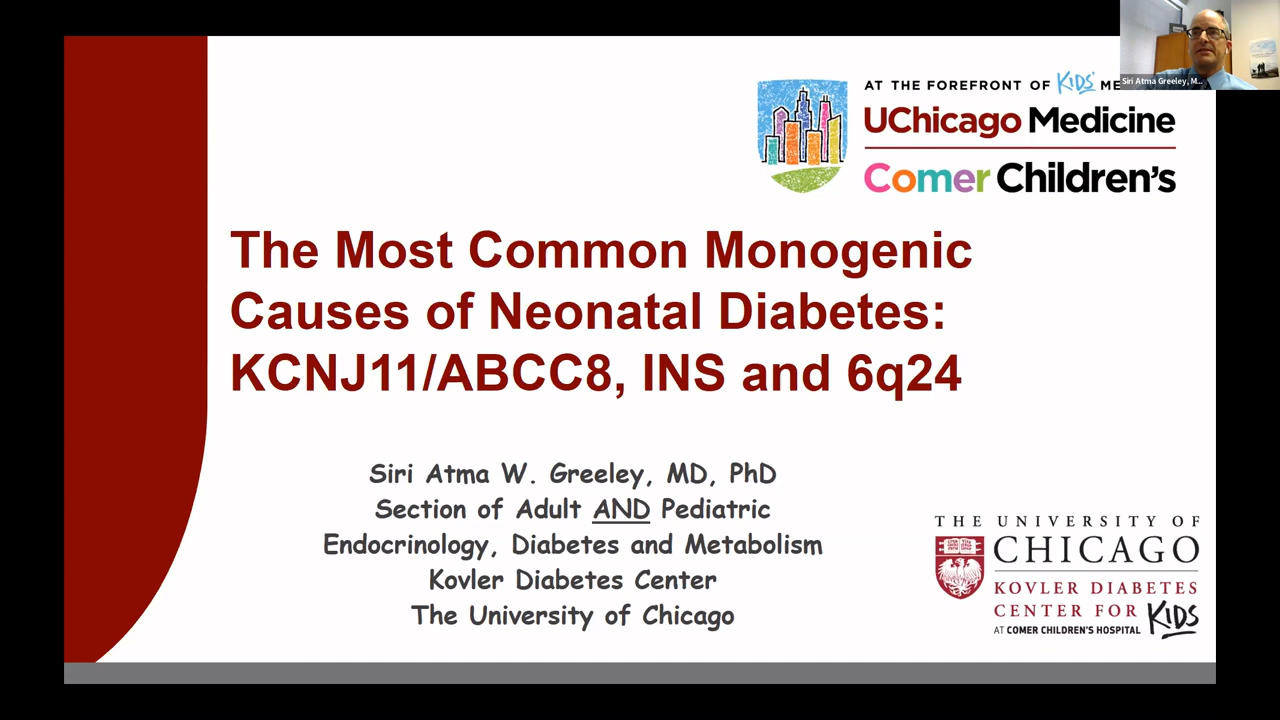 Siri Atma Greeley, M...
AT THE FOREFRONT OF KIDS' ME
UChicago Medicine
Comer Children's
The Most Common Monogenic
Causes of Neonatal Diabetes:
KCNJ11/ABCC8, INS and 6q24
Siri Atma W. Greeley, MD, PhD
Section of Adult AND Pediatric
Endocrinology, Diabetes and Metabolism
Kovler Diabetes Center
The University of Chicago
THE UNIVERSITY OF
CHICAGO
KOVLER DIABETES
CENTER FOR KIDS
AT COMER CHILDREN'S HOSPITAL